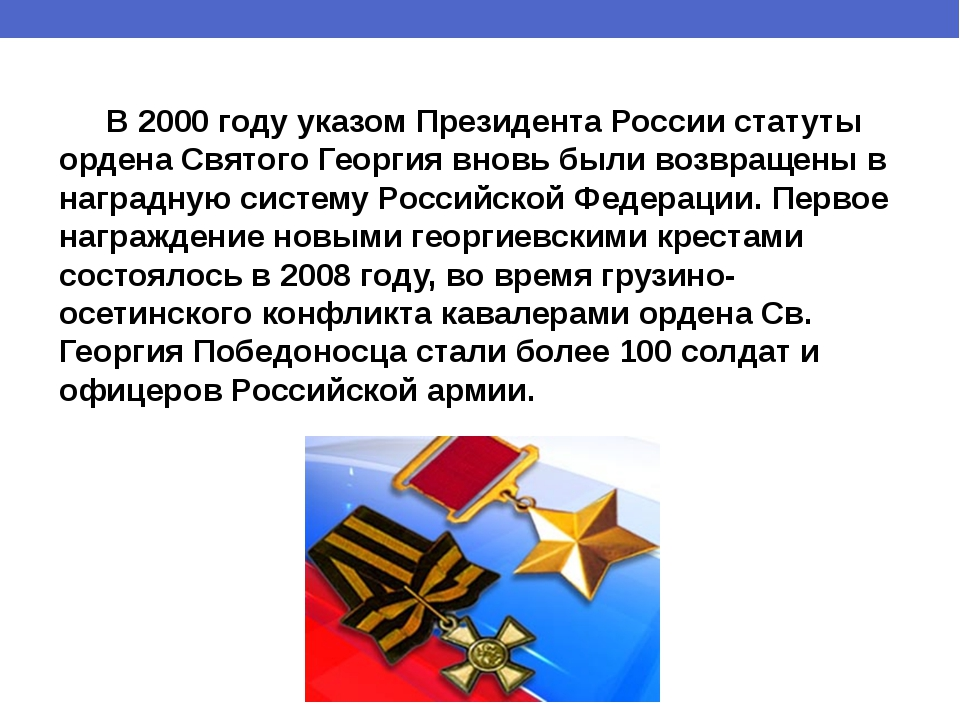 В 2000 году указом Президента России статуты
ордена Святого Георгия вновь были возвращены в
наградную систему Российской Федерации. Первое
награждение новыми георгиевскими крестами
состоялось в 2008 году, во время грузино-
осетинского конфликта кавалерами ордена Св.
Георгия Победоносца стали более 100 солдат и
офицеров Российской армии.